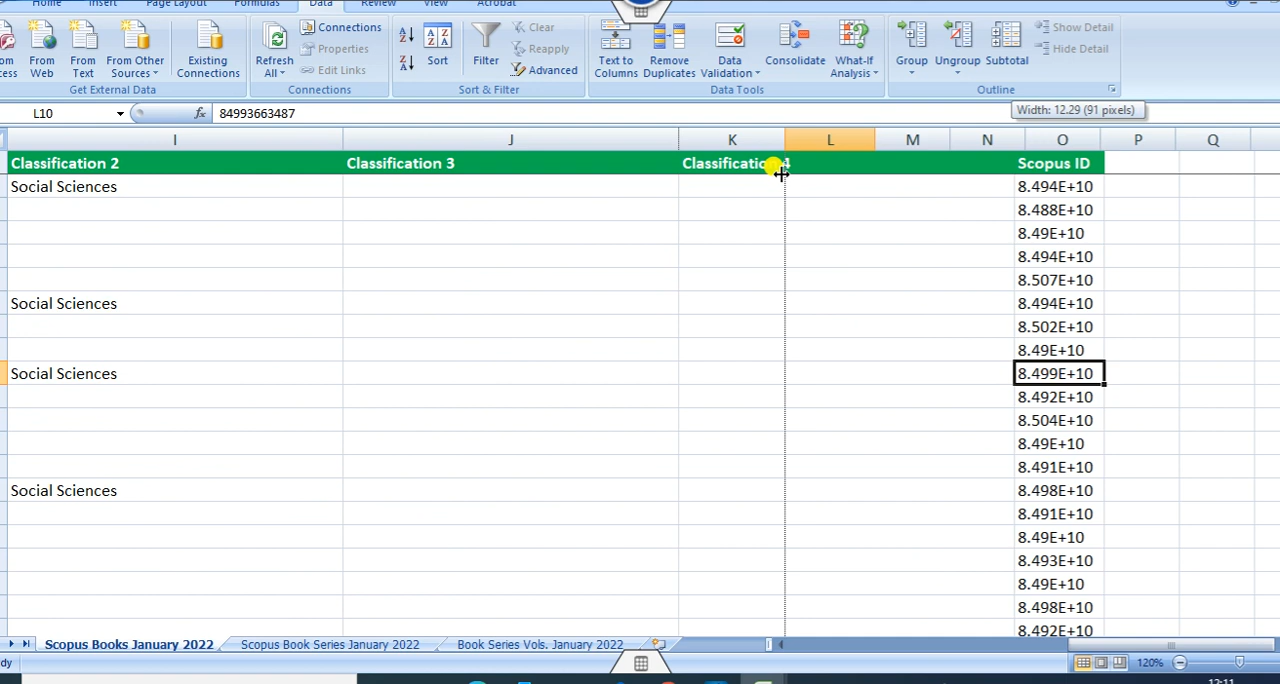 Home Insert Page Layout Formulas Data Review View Acrobat
Connections Clear Show Detail
Properties Reapply Hide Detail
From From From Other Existing Refresh Sort Filter Text to Remove Data Consolidate What-If Group Ungroup Subtotal
Web Text Sources Connections All Edit Links Advanced Columns Duplicates Validation Analysis
Get External Data Connections Sort & Filter Data Tools Outline
L10 fx 84993663487 Width: 12.29 (91 pixels)
I J K L M N O P Q
Classification 2 Classification 3 Classification 4 Scopus ID
Social Sciences 8.494E+10
8.488E+10
8.49E+10
8.494E+10
8.507E+10
Social Sciences 8.494E+10
8.502E+10
8.49E+10
Social Sciences 8.499E+10
8.492E+10
8.504E+10
8.49E+10
8.491E+10
Social Sciences 8.498E+10
8.491E+10
8.49E+10
8.493E+10
8.49E+10
8.498E+10
8.492E+10
Scopus Books January 2022 Scopus Book Series January 2022 Book Series Vols. January 2022
dy 120%
12:11